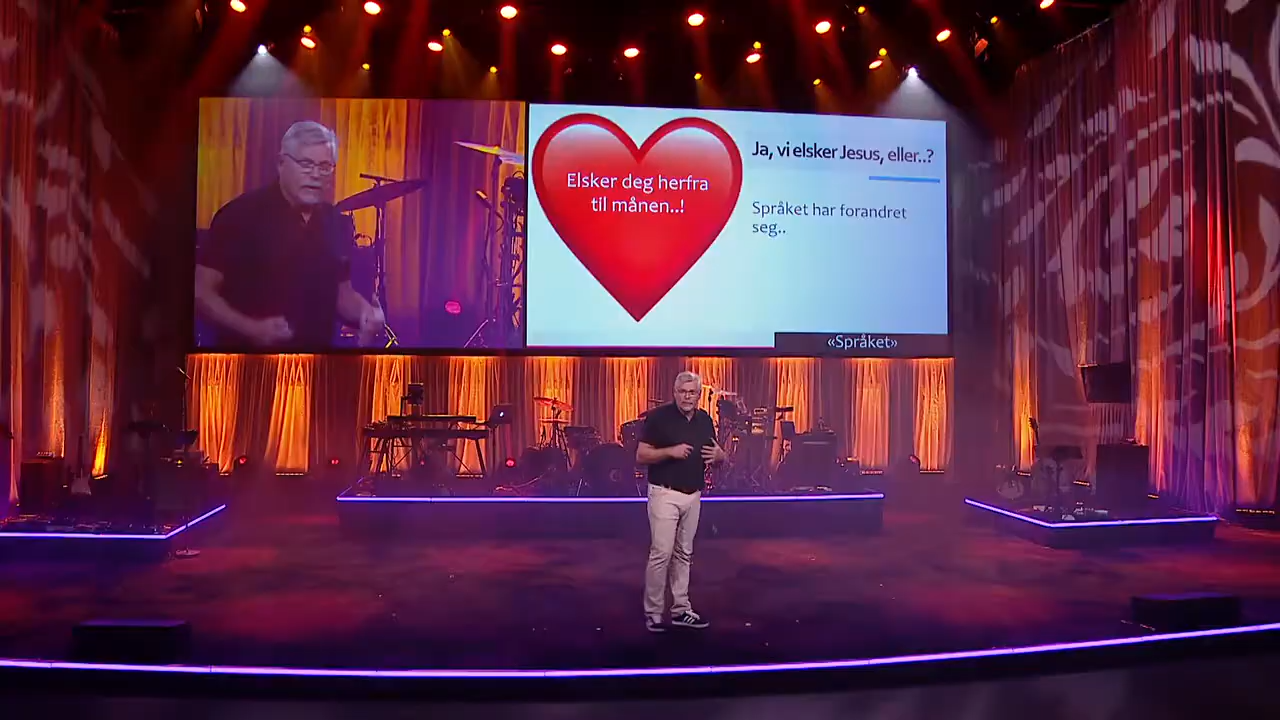 Elsker deg herfra
til månen..!
Ja, vi elsker Jesus, eller..?
Språket har forandret
seg..
«Språket»